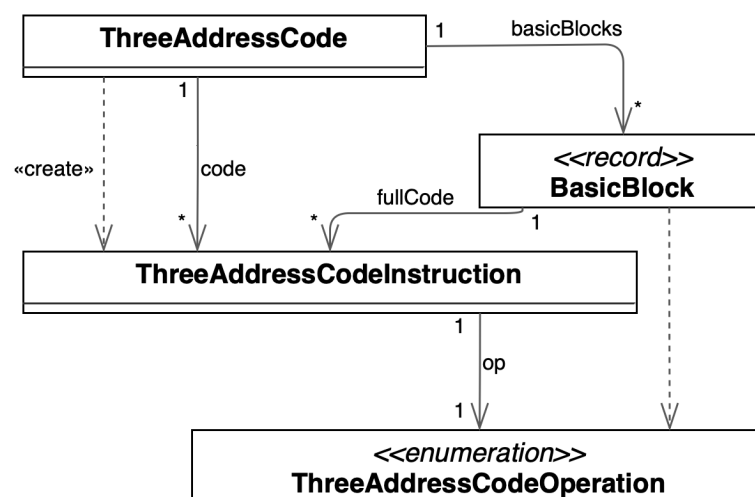 ThreeAddressCode
1
basicBlocks
*
1
«create»
code
*
<<record>>
BasicBlock
fullCode
1
*
ThreeAddressCodeInstruction
1
op
1
<<enumeration>>
ThreeAddressCodeOperation